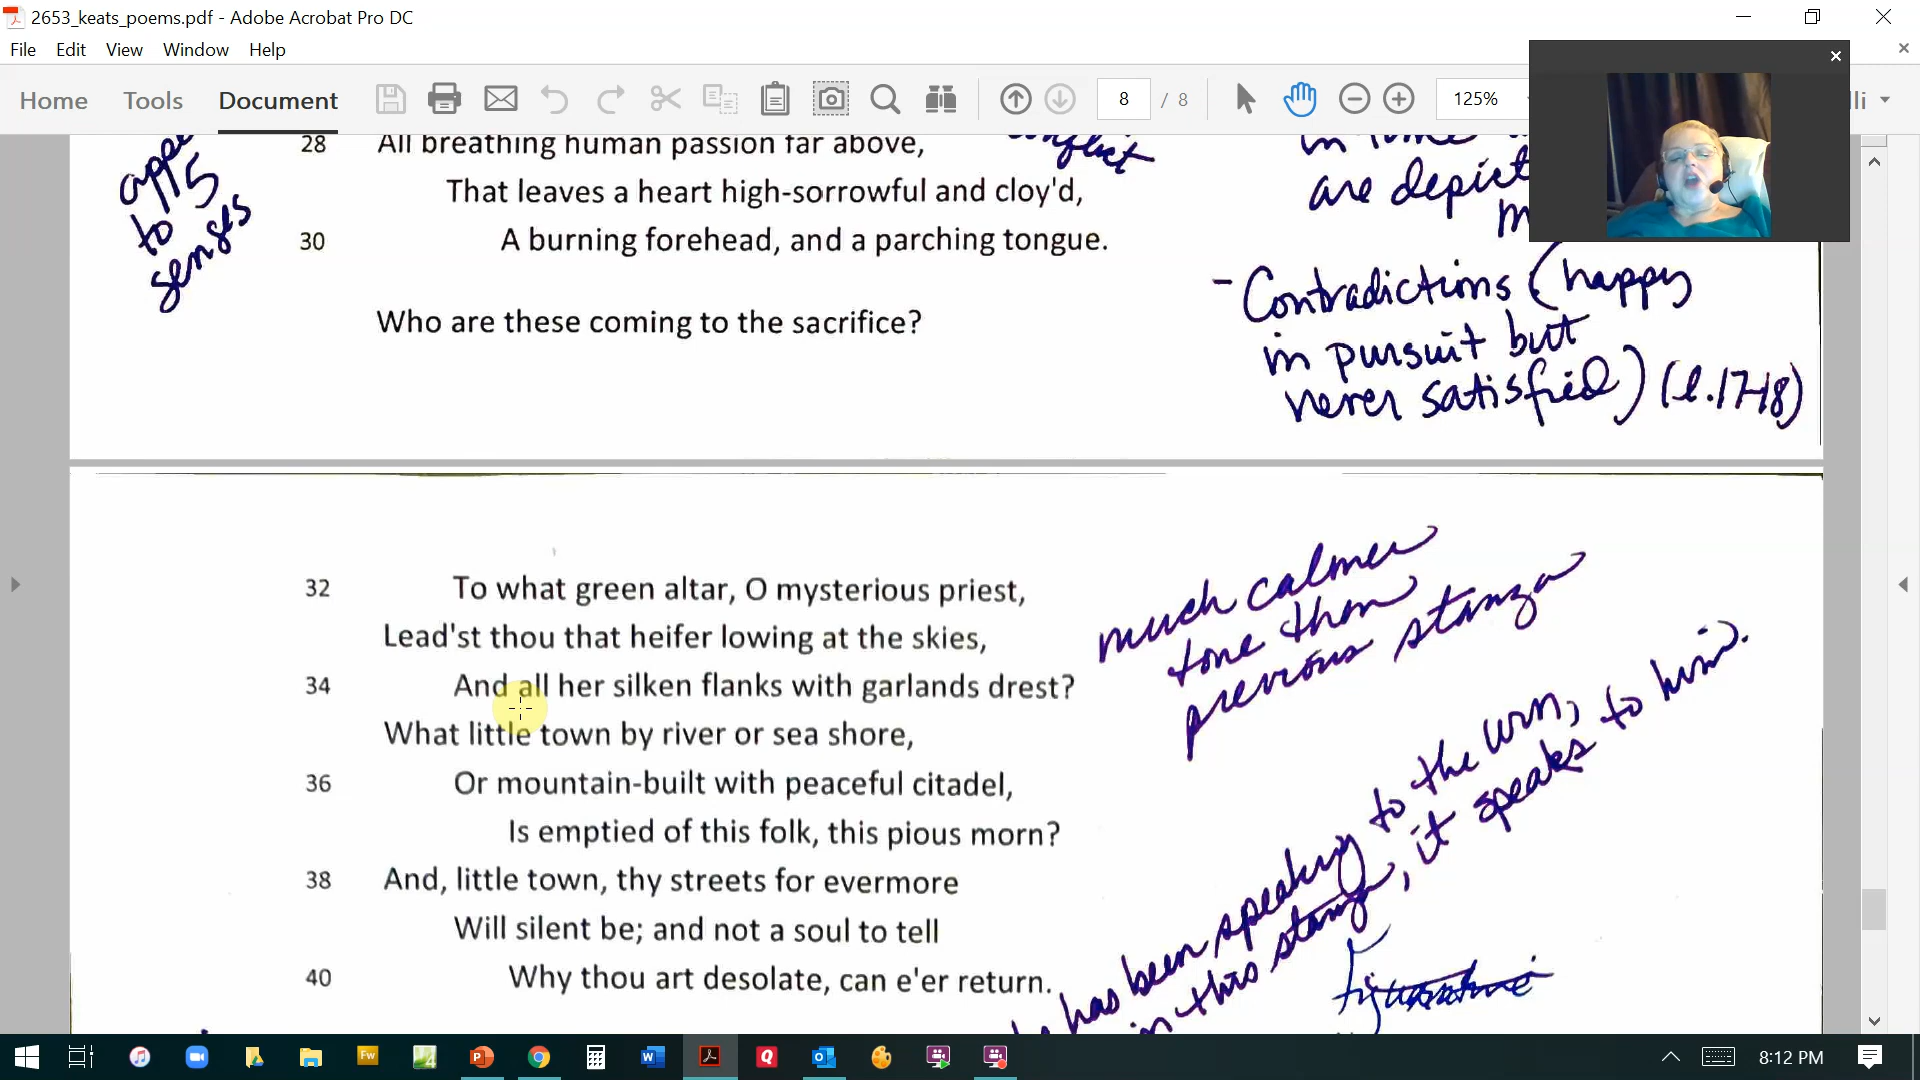 2653_keats_poems.pdf - Adobe Acrobat Pro DC
File Edit View Window Help
Home Tools Document 8 / 8 125%
28 All breathing human passion far above,
That leaves a heart high-sorrowful and cloy'd,
30 A burning forehead, and a parching tongue.
Who are these coming to the sacrifice?
to
senses
conflict
are depict
- Contradictions (happy
in pursuit but
never satisfied) (l. 17-18)
32 To what green altar, O mysterious priest,
Lead'st thou that heifer lowing at the skies,
34 And all her silken flanks with garlands drest?
What little town by river or sea shore,
36 Or mountain-built with peaceful citadel,
Is emptied of this folk, this pious morn?
38 And, little town, thy streets for evermore
Will silent be; and not a soul to tell
40 Why thou art desolate, can e'er return.
much calmer
tone than
previous stanza
has been speaking to the urn;
in this stanza, it speaks to him.
Fw
8:12 PM